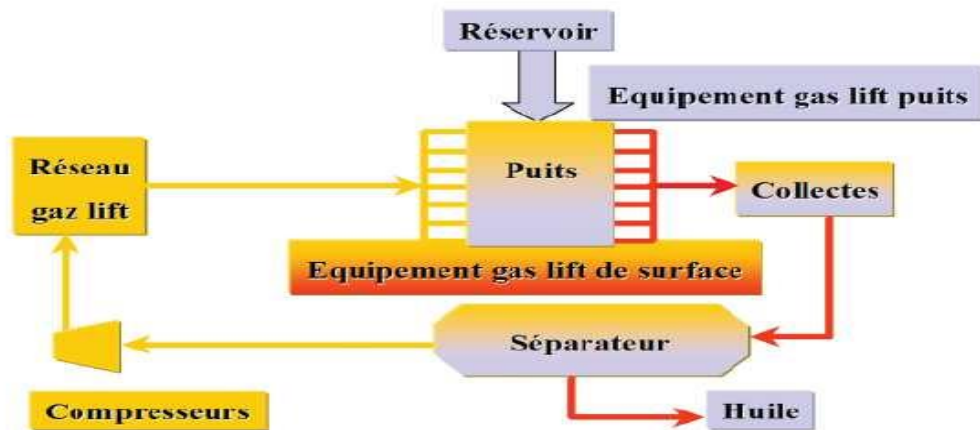 Réservoir
Equipement gas lift puits
Réseau
gaz lift
Puits
Collectes
Equipement gas lift de surface
Séparateur
Compresseurs
Huile